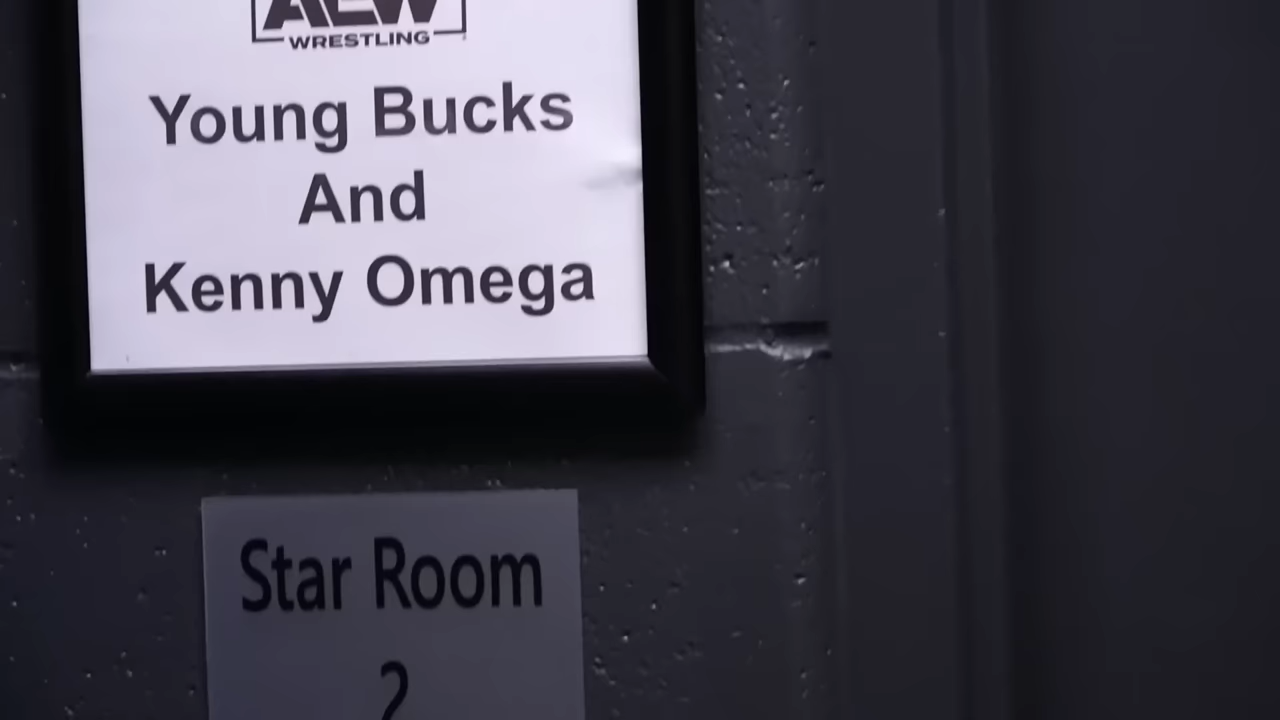 AEW
WRESTLING
Young Bucks
And
Kenny Omega
Star Room
2